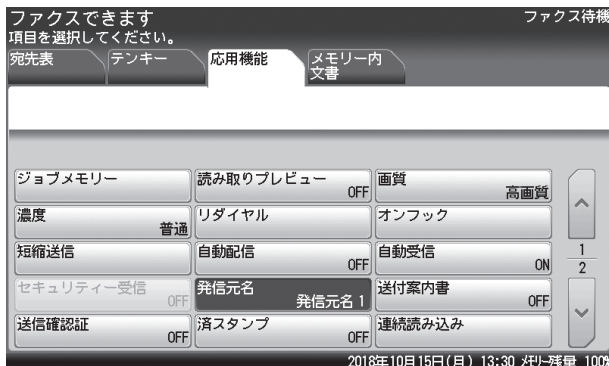 ファクスできます
ファクス待機
項目を選択してください。
宛先表
テンキー
応用機能
メモリー内
文書
ジョブメモリー
読み取りプレビュー
OFF
画質
高画質
濃度
普通
リダイヤル
オンフック
短縮送信
自動配信
OFF
自動受信
ON
1
2
セキュリティー受信
OFF
発信元名
発信元名 1
送付案内書
OFF
送信確認証
OFF
済スタンプ
OFF
連続読み込み
2018年10月15日(月) 13:30 メモリー残量 100%